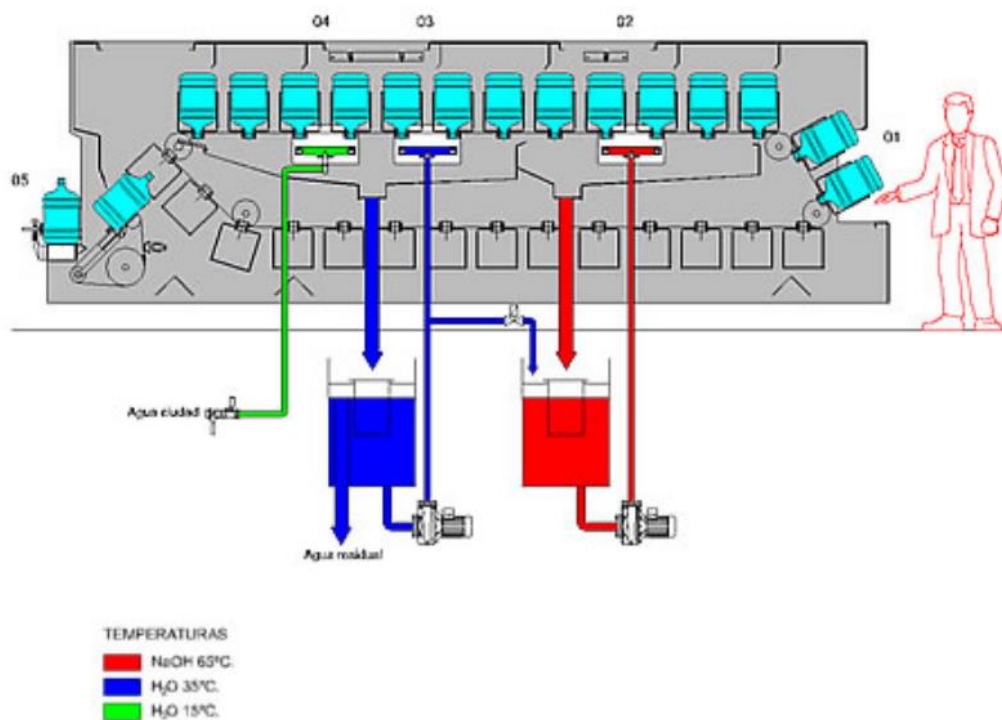 04
03
02
01
05
Agua ciudad
Agua residual
TEMPERATURAS
NaOH 65ºC.
H₂O 35ºC.
H₂O 15ºC.